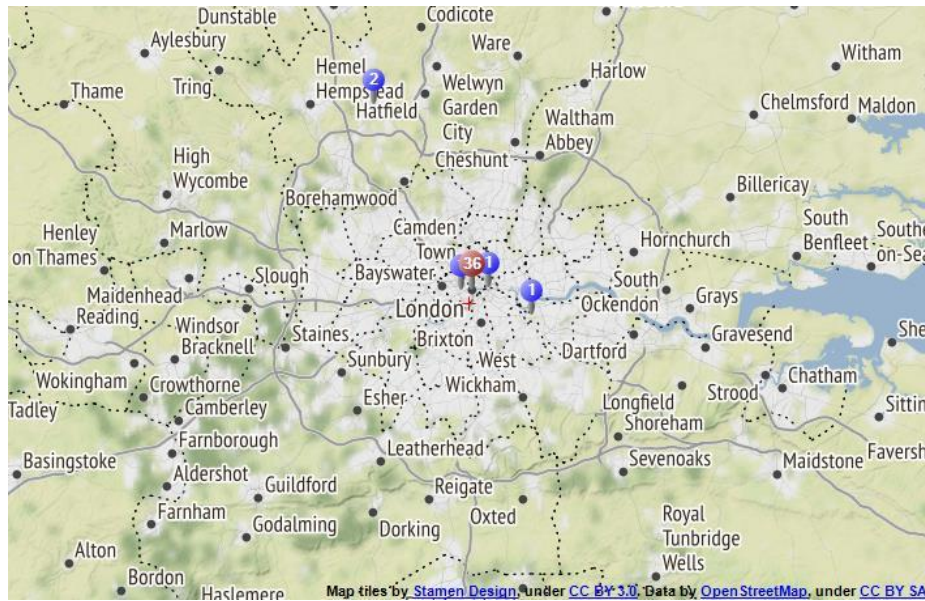 Dunstable
Codicote
Aylesbury
Ware
Witham
Tring
Hemel
Hempstead
2
Hatfield
Welwyn
Garden
City
Harlow
Thame
Chelmsford
Maldon
Waltham
Abbey
Cheshunt
High
Wycombe
Borehamwood
Billericay
Henley
on Thames
Marlow
Camden
Town
Hornchurch
South
Benfleet
Bayswater
36
1
1
Slough
Maidenhead
South
Ockendon
Grays
Reading
London
Windsor
Bracknell
Staines
Brixton
Dartford
Gravesend
Sunbury
West
Wickham
Wokingham
Crowthorne
Strood
Chatham
Tadley
Camberley
Esher
Longfield
Shoreham
Farnborough
Leatherhead
Basingstoke
Aldershot
Sevenoaks
Maidstone
Guildford
Reigate
Farnham
Godalming
Dorking
Oxted
Royal
Tunbridge
Wells
Alton
Bordon
Haslemere
Map tiles by Stamen Design, under CC BY 3.0. Data by OpenStreetMap, under CC BY SA